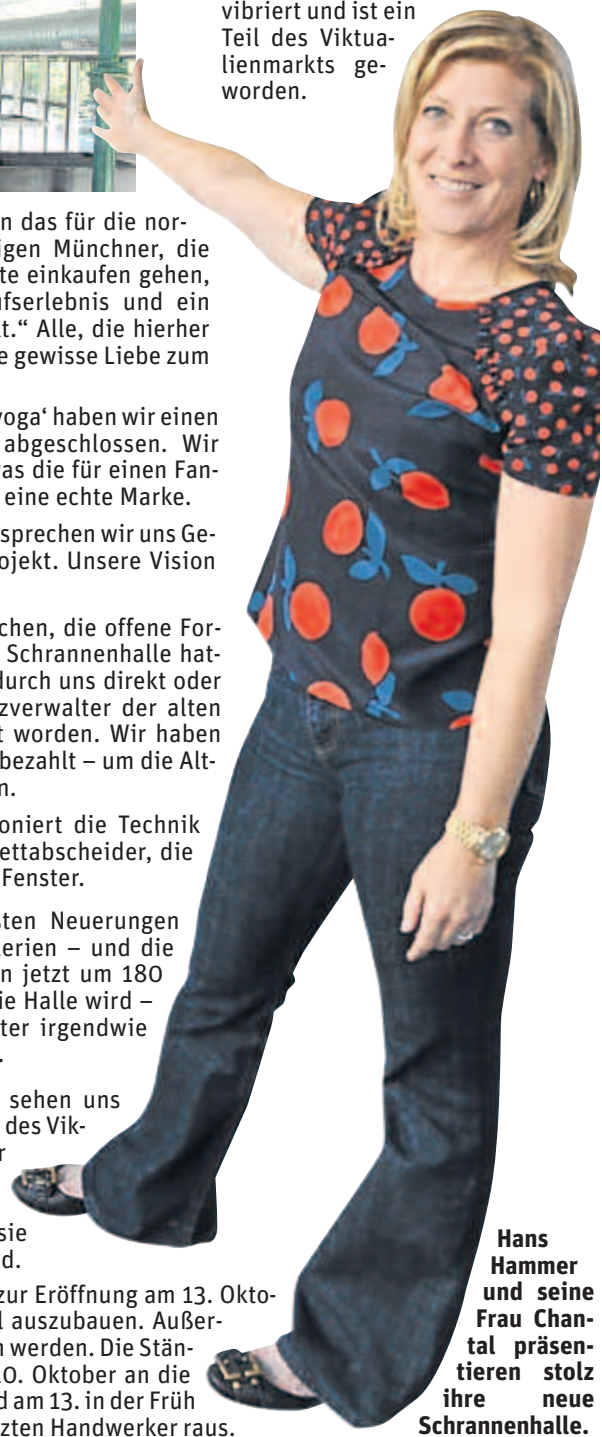 vibriert und ist ein
Teil des Viktua-
lienmarkts ge-
worden.
n das für die nor-
igen Münchner, die
te einkaufen gehen,
ufserlebnis und ein
t.“ Alle, die hierher
e gewisse Liebe zum
yoga‘ haben wir einen
abgeschlossen. Wir
as die für einen Fan-
eine echte Marke.
sprechen wir uns Ge-
ojekt. Unsere Vision
chen, die offene For-
Schrannenhalle hat-
durch uns direkt oder
zverwalter der alten
t worden. Wir haben
bezahlt – um die Alt-
n.
oniert die Technik
ettabscheider, die
Fenster.
sten Neuerungen
lerien – und die
n jetzt um 180
ie Halle wird –
ter irgendwie
.
sehen uns
des Vik-
r
sie
d.
zur Eröffnung am 13. Okto-
l auszubauen. Außer-
n werden. Die Stän-
10. Oktober an die
d am 13. in der Früh
zten Handwerker raus.
Hans
Hammer
und seine
Frau Chan-
tal präsen-
tieren stolz
ihre neue
Schrannenhalle.